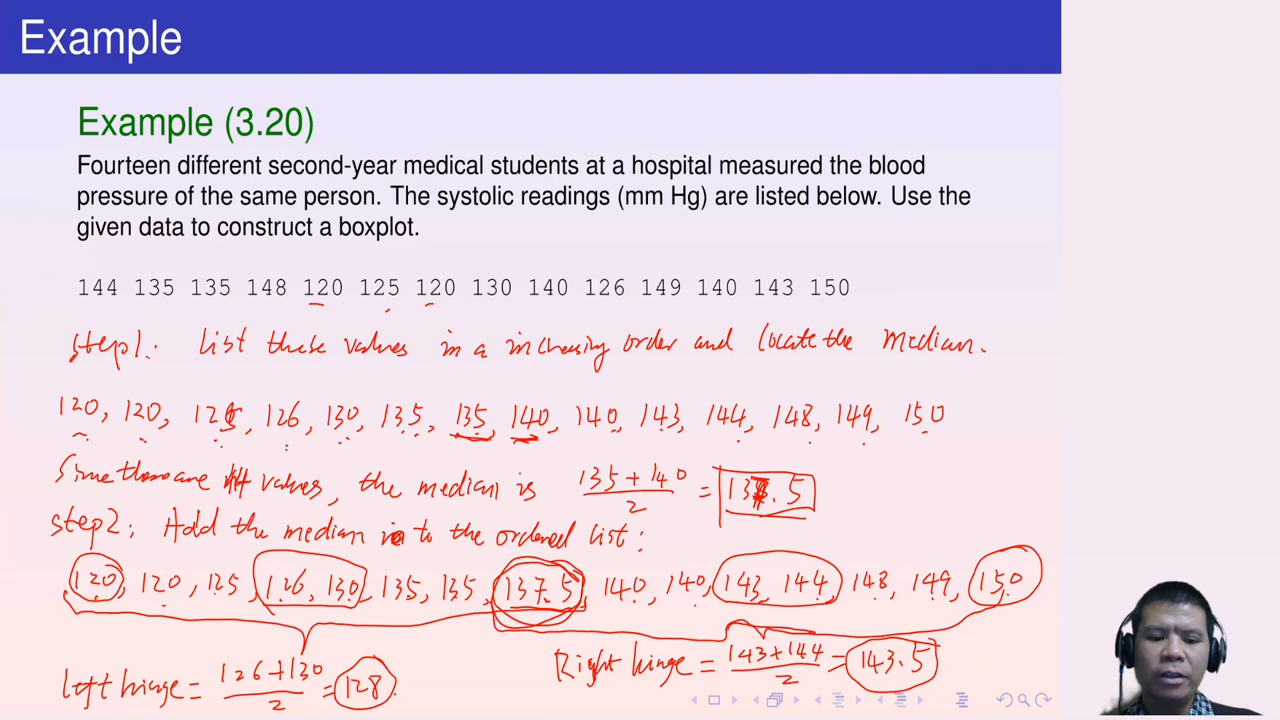 Example
Example (3.20)
Fourteen different second-year medical students at a hospital measured the blood
pressure of the same person. The systolic readings (mm Hg) are listed below. Use the
given data to construct a boxplot.
144 135 135 148 120 125 120 130 140 126 149 140 143 150
Step1: List these values in a increasing order and locate the Median.
120, 120, 125, 126, 130, 135, 135, 140, 140, 143, 144, 148, 149, 150
are values, the median is 135+140/2 = 137.5
Step2: Add the median to the ordered list:
120, 120, 125, 126, 130, 135, 135, 137.5, 140, 140, 143, 144, 148, 149, 150
Left hinge = 126+130/2 = 128.
Right hinge = 143+144/2 = 143.5